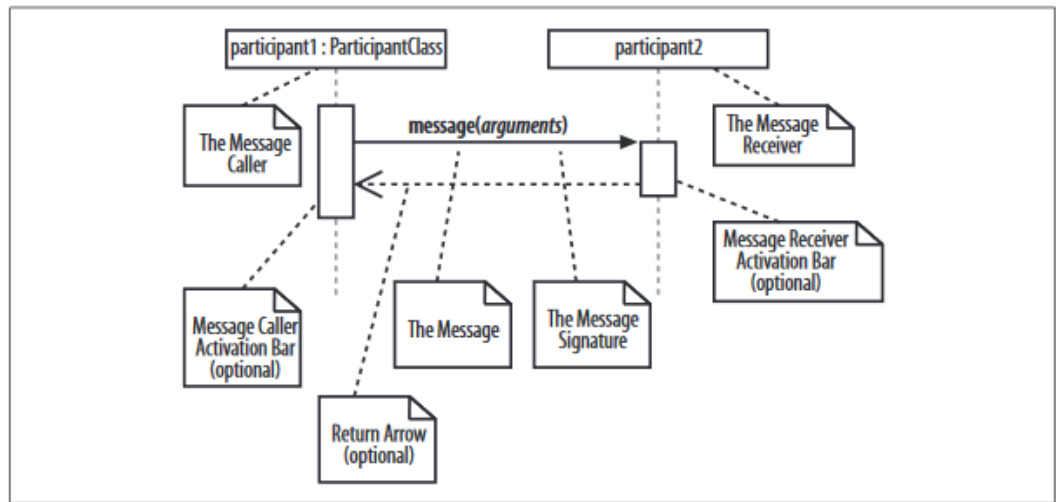 participant1 : ParticipantClass
participant2
The Message
Caller
message(arguments)
The Message
Receiver
Message Receiver
Activation Bar
(optional)
Message Caller
Activation Bar
(optional)
The Message
The Message
Signature
Return Arrow
(optional)